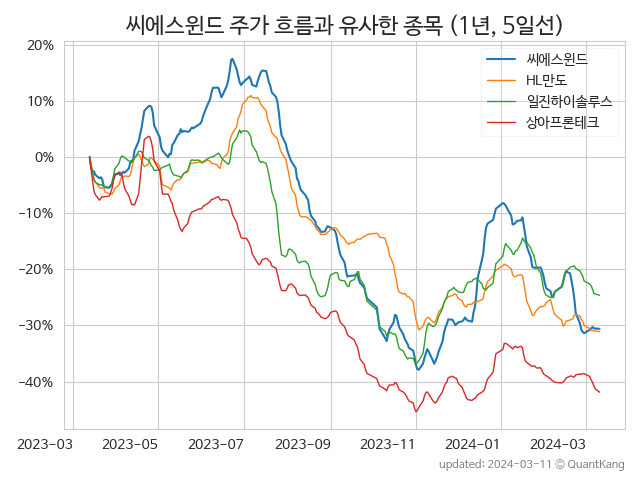 씨에스윈드 주가 흐름과 유사한 종목 (1년, 5일선)
20%
10%
0%
−10%
−20%
−30%
−40%
씨에스윈드
HL만도
일진하이솔루스
상아프론테크
2023-03
2023-05
2023-07
2023-09
2023-11
2024-01
2024-03
updated: 2024-03-11 © QuantKang